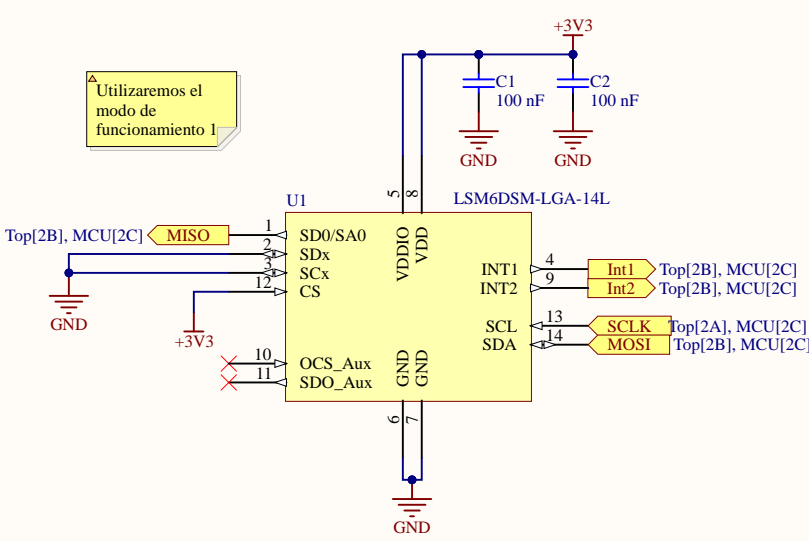 +3V3
Utilizaremos el
modo de
funcionamiento 1
C1
100 nF
C2
100 nF
GND
GND
5
8
U1
LSM6DSM-LGA-14L
Top[2B], MCU[2C]
MISO
1
SD0/SA0
2
SDx
3
SCx
12
CS
VDDIO
VDD
INT1
4
Int1
Top[2B], MCU[2C]
INT2
9
Int2
Top[2B], MCU[2C]
GND
+3V3
SCL
13
SCLK
Top[2A], MCU[2C]
SDA
14
MOSI
Top[2B], MCU[2C]
10
OCS_Aux
11
SDO_Aux
GND
GND
6
7
GND